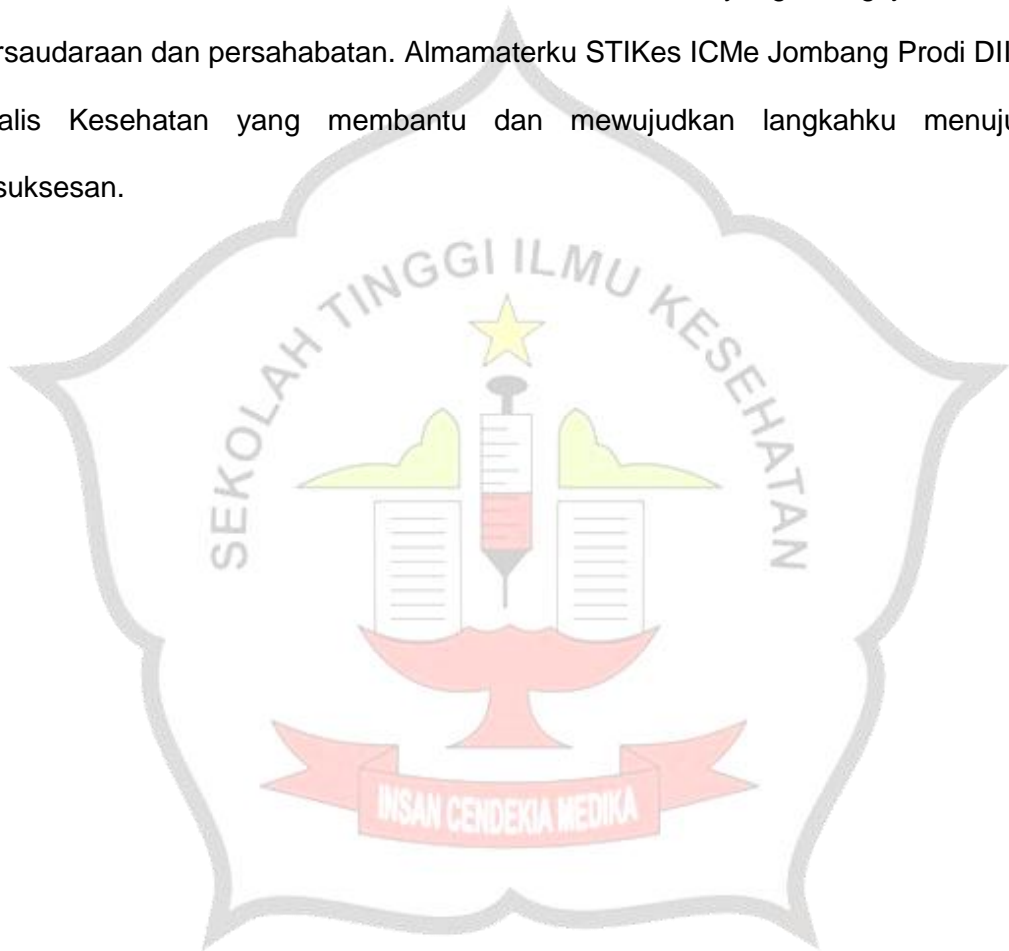 rsaudaraan dan persahabatan. Almamaterku STIKes ICMe Jombang Prodi DII
alis Kesehatan yang membantu dan mewujudkan langkahku menuju
suksesan.
SEKOLAH TINGGI ILMU KESEHATAN
INSAN CENDEKIA MEDIKA